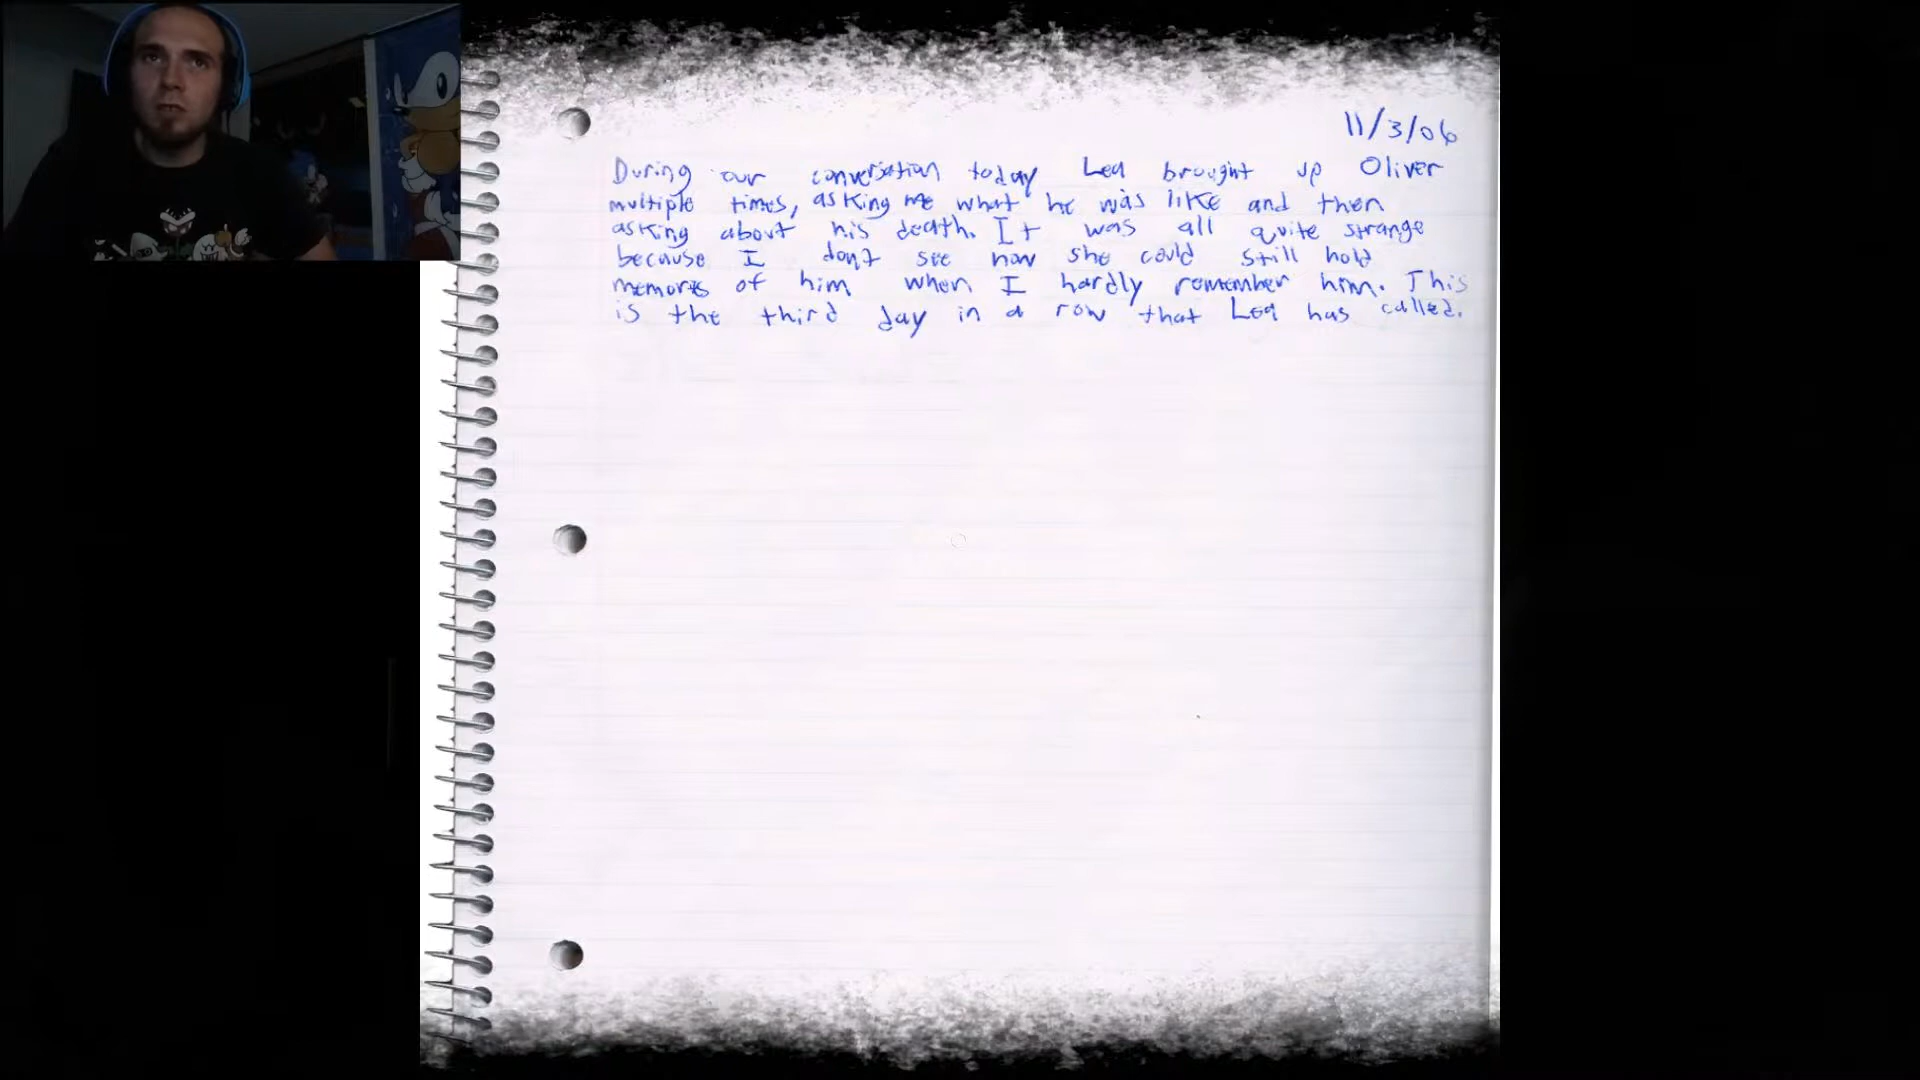 11/3/06
During our conversation today Lea brought up Oliver
multiple times, asking me what he was like and then
asking about his death. It was all quite strange
because I don't see how she could still hold
memories of him when I hardly remember him. This
is the third day in a row that Lea has called.